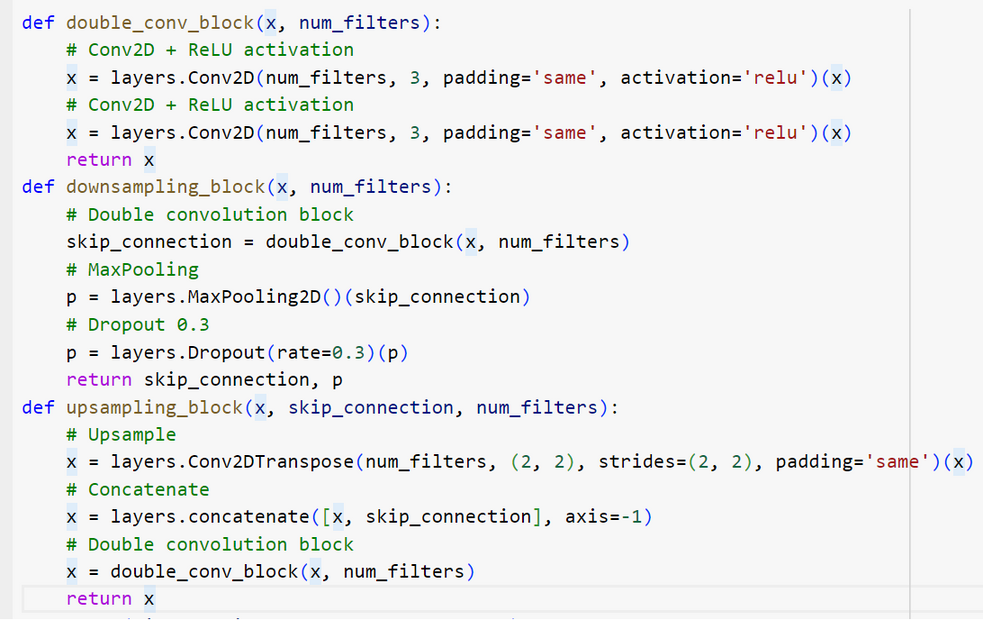 def double_conv_block(x, num_filters):
    # Conv2D + ReLU activation
    x = layers.Conv2D(num_filters, 3, padding='same', activation='relu')(x)
    # Conv2D + ReLU activation
    x = layers.Conv2D(num_filters, 3, padding='same', activation='relu')(x)
    return x
def downsampling_block(x, num_filters):
    # Double convolution block
    skip_connection = double_conv_block(x, num_filters)
    # MaxPooling
    p = layers.MaxPooling2D()(skip_connection)
    # Dropout 0.3
    p = layers.Dropout(rate=0.3)(p)
    return skip_connection, p
def upsampling_block(x, skip_connection, num_filters):
    # Upsample
    x = layers.Conv2DTranspose(num_filters, (2, 2), strides=(2, 2), padding='same')(x)
    # Concatenate
    x = layers.concatenate([x, skip_connection], axis=-1)
    # Double convolution block
    x = double_conv_block(x, num_filters)
    return x